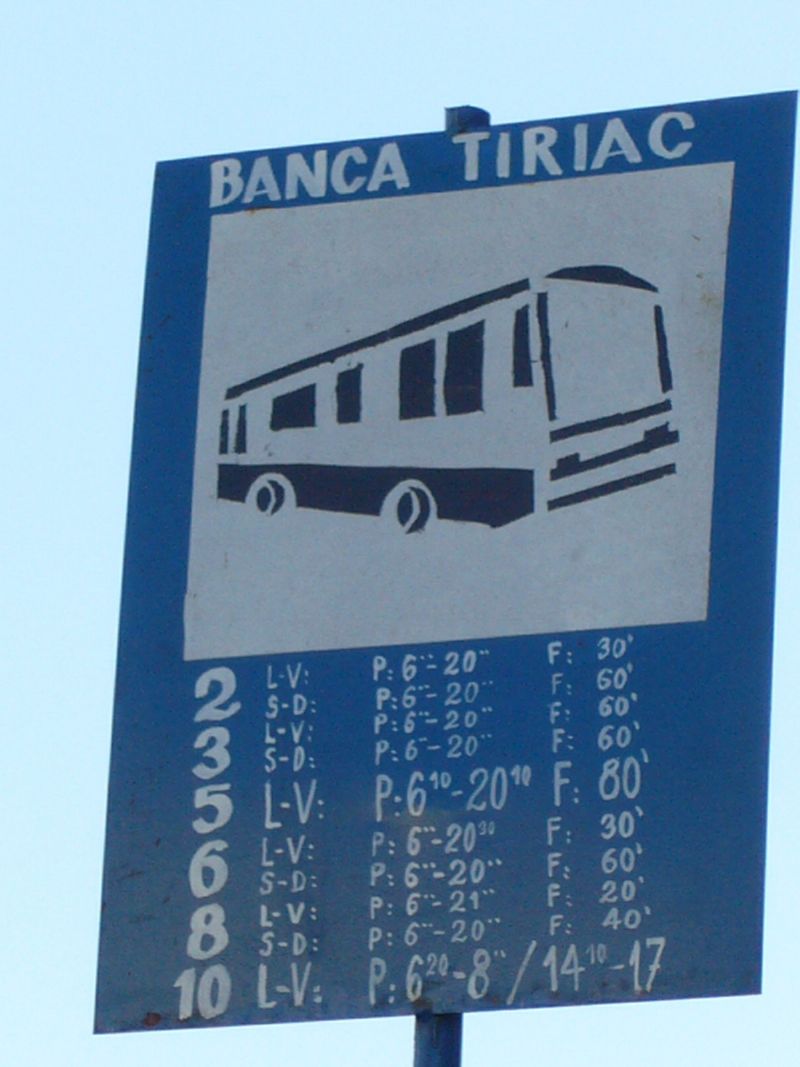 BANCA TIRIAC
2 L-V: P: 6¨-20¨ F: 30'
S-D: P: 6¨-20¨ F: 60'
3 L-V: P: 6¨-20¨ F: 60'
S-D: P: 6¨-20¨ F: 60'
5 L-V: P: 6¹⁰-20¹⁰ F: 80'
6 L-V: P: 6¨-20³⁰ F: 30'
S-D: P: 6¨-20¨ F: 60'
8 L-V: P: 6¨-21¨ F: 20'
S-D: P: 6¨-20¨ F: 40'
10 L-V: P: 6²⁰-8¨/14¹⁰-17